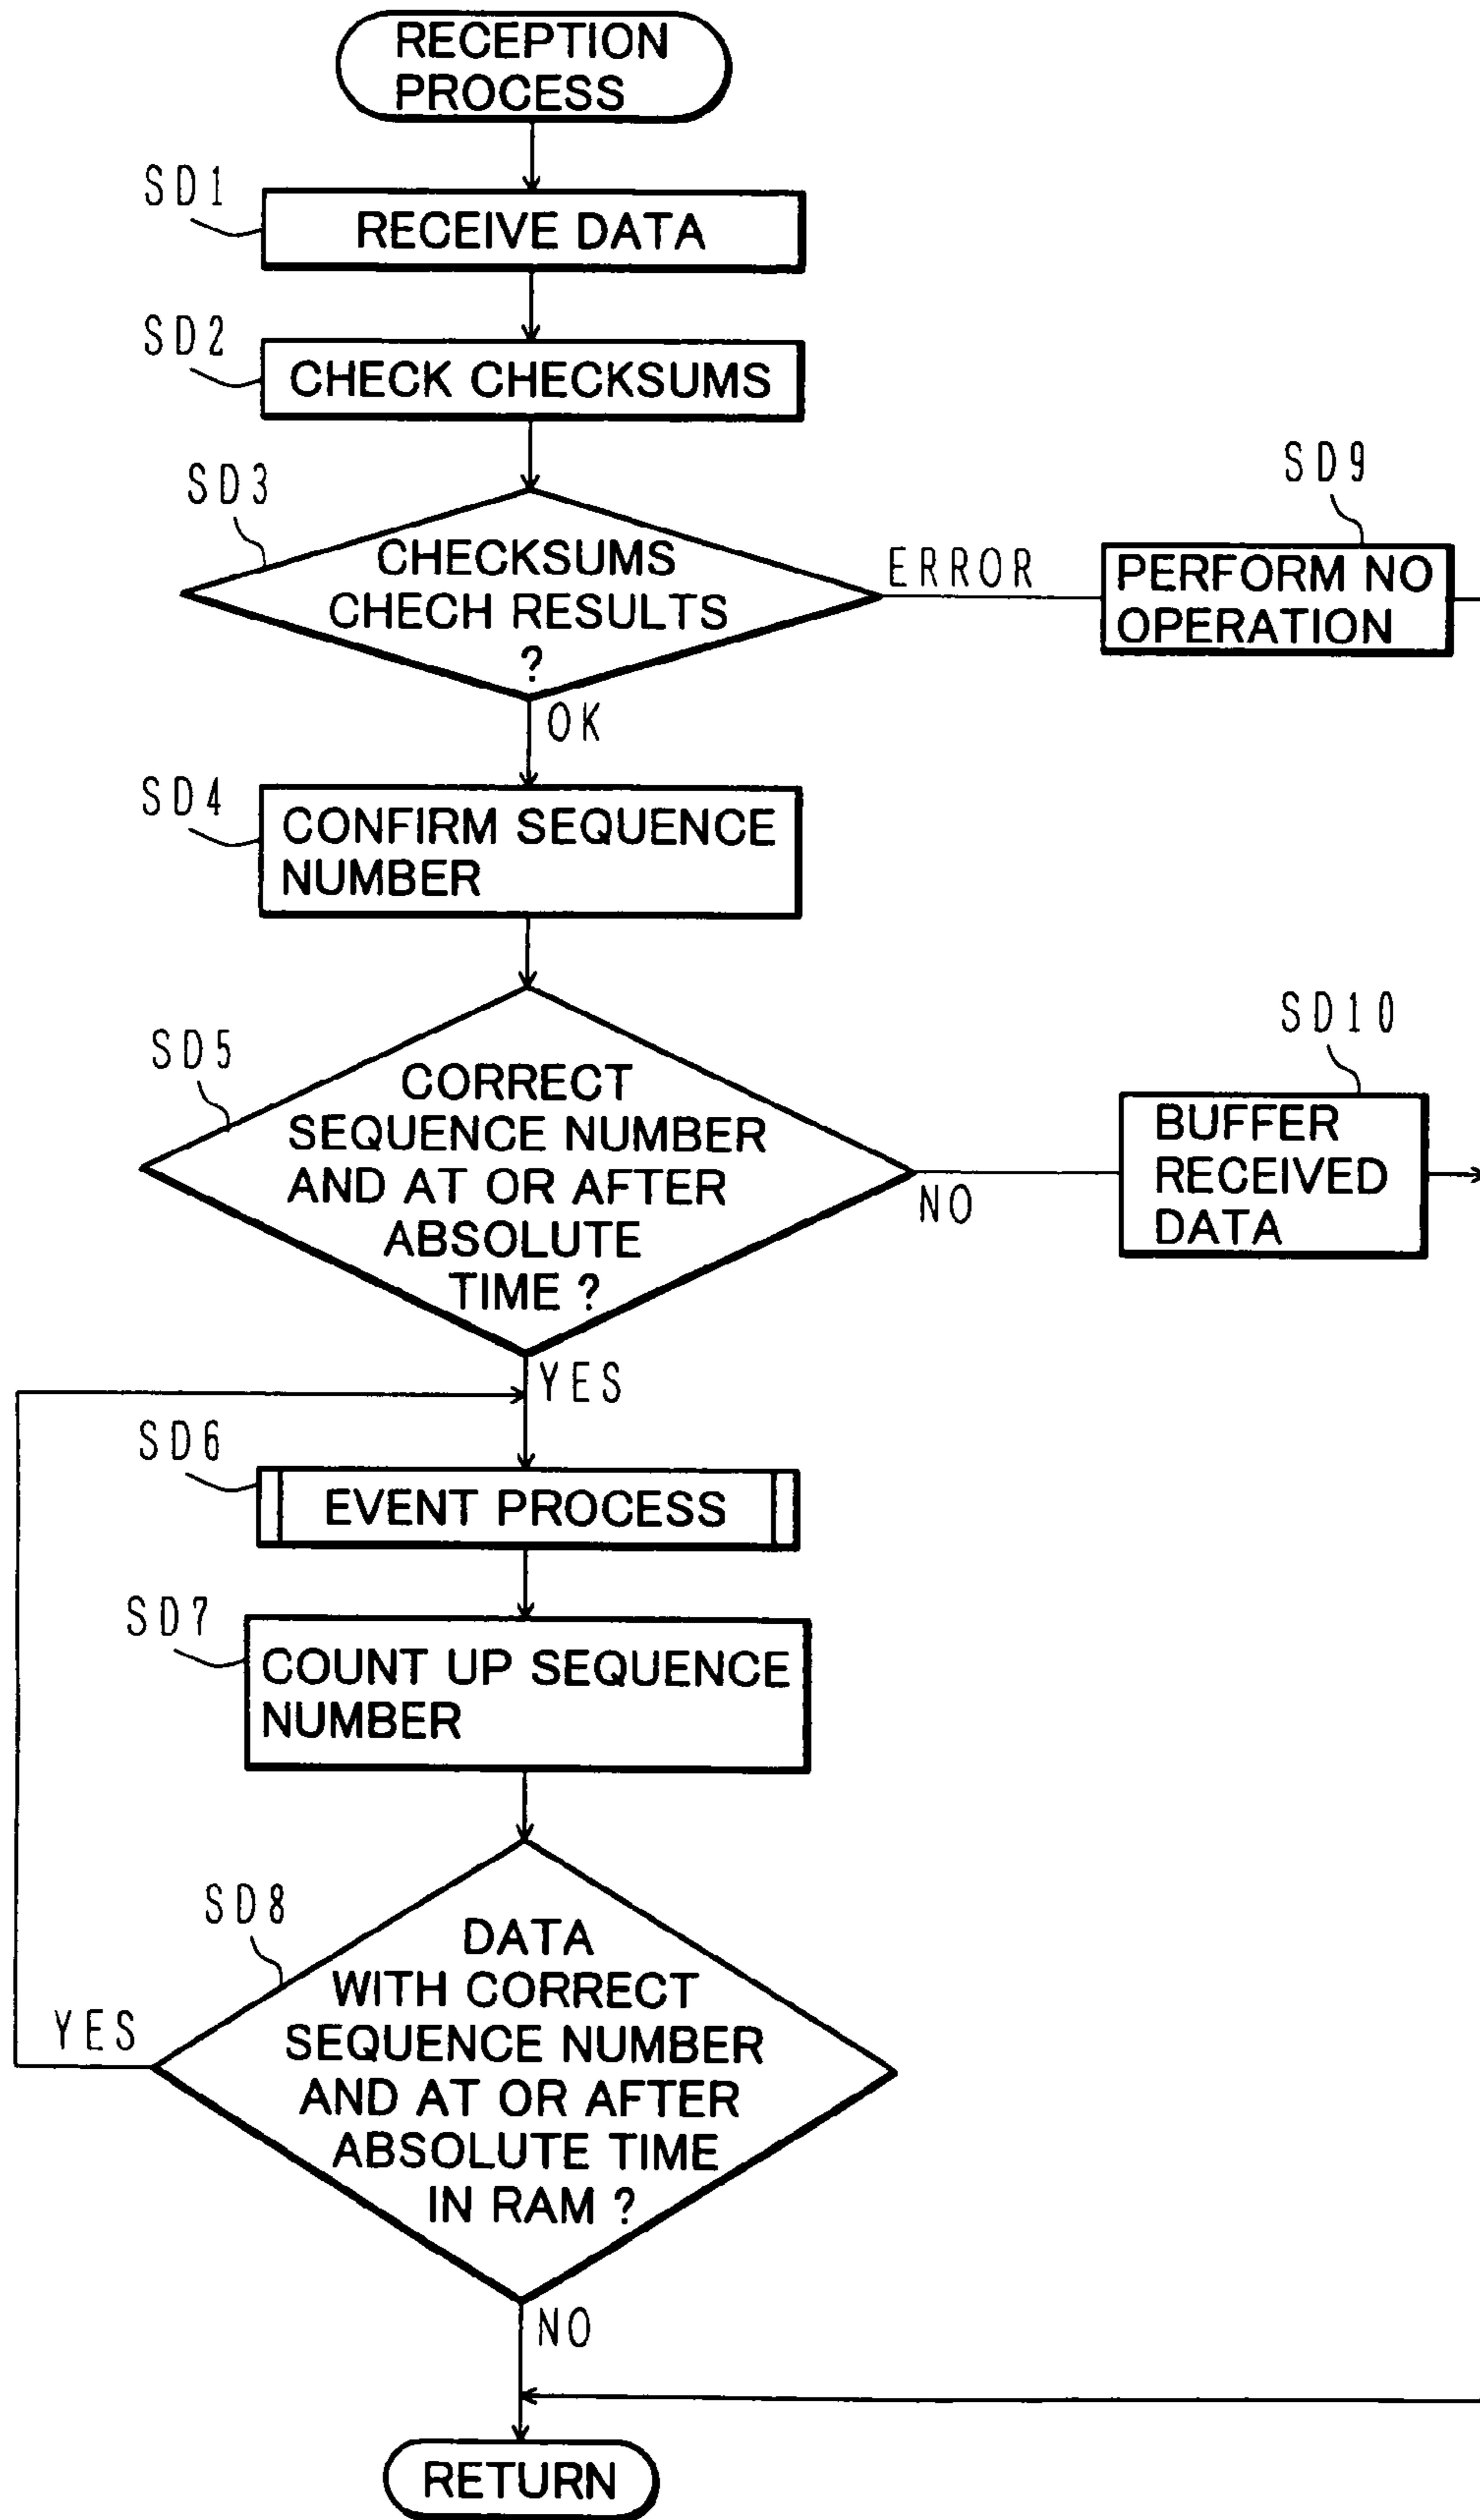 RECEPTION
PROCESS
SD1
RECEIVE DATA
SD2
CHECK CHECKSUMS
SD3
CHECKSUMS
CHECH RESULTS
?
ERROR
SD9
PERFORM NO
OPERATION
OK
SD4
CONFIRM SEQUENCE
NUMBER
SD5
CORRECT
SEQUENCE NUMBER
AND AT OR AFTER
ABSOLUTE
TIME ?
NO
SD10
BUFFER
RECEIVED
DATA
YES
SD6
EVENT PROCESS
SD7
COUNT UP SEQUENCE
NUMBER
SD8
DATA
WITH CORRECT
SEQUENCE NUMBER
AND AT OR AFTER
ABSOLUTE TIME
IN RAM ?
YES
NO
RETURN